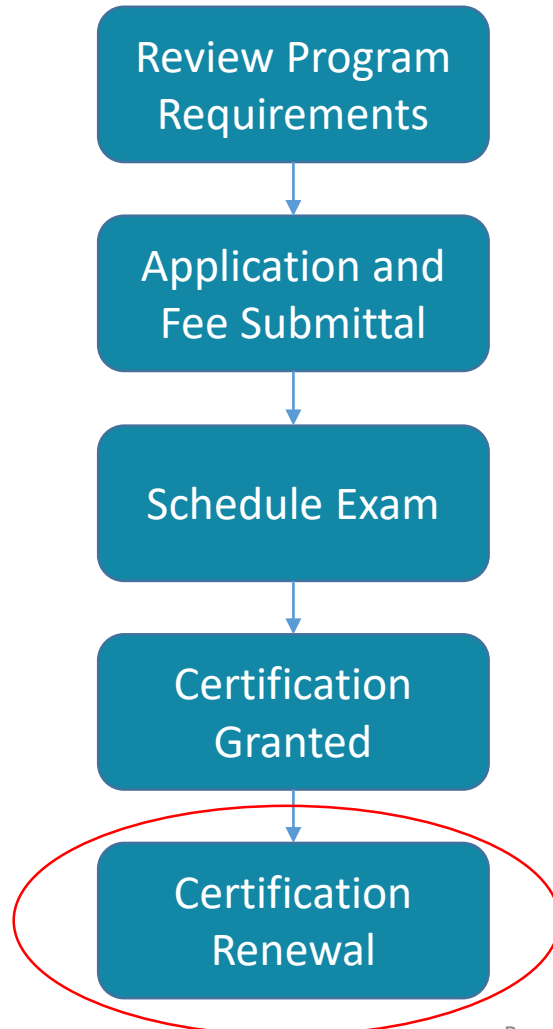 Review Program
Requirements
Application and
Fee Submittal
Schedule Exam
Certification
Granted
Certification
Renewal